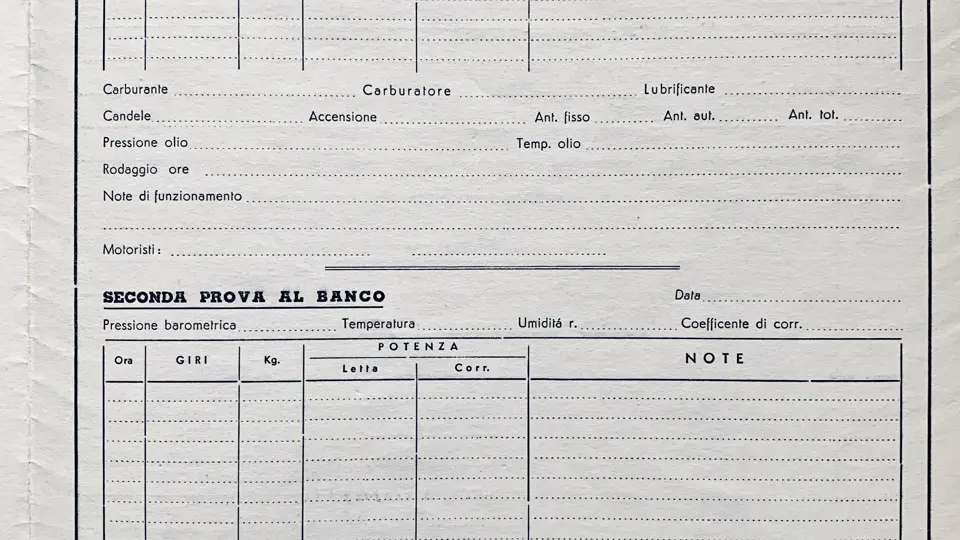 Carburante Carburatore Lubrificante
Candele Accensione Ant. fisso Ant. aut. Ant. tot.
Pressione olio Temp. olio
Rodaggio ore
Note di funzionamento
Motoristi:
SECONDA PROVA AL BANCO Data
Pressione barometrica Temperatura Umiditá r. Coefficente di corr.
Ora GIRI Kg. POTENZA NOTE
Letta Corr.